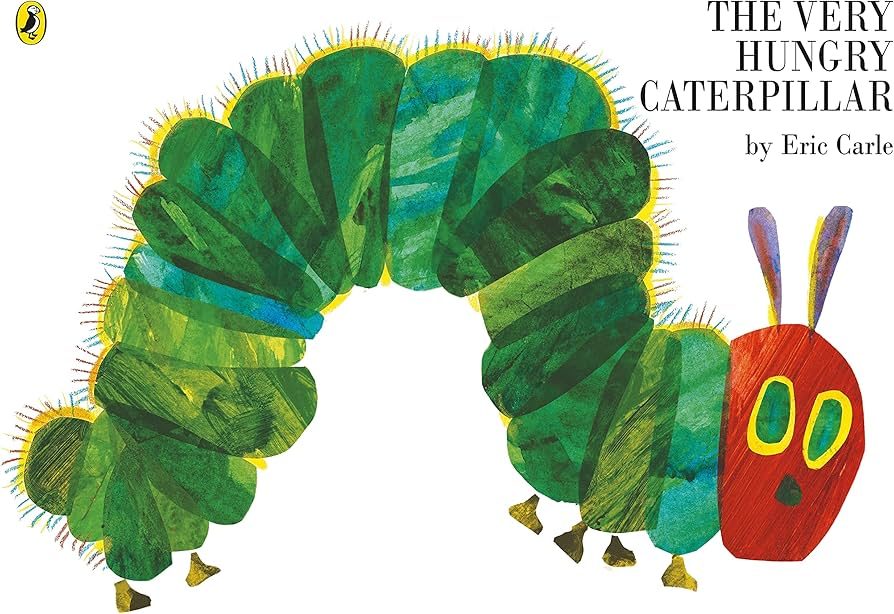 THE VERY
HUNGRY
CATERPILLAR
by Eric Carle